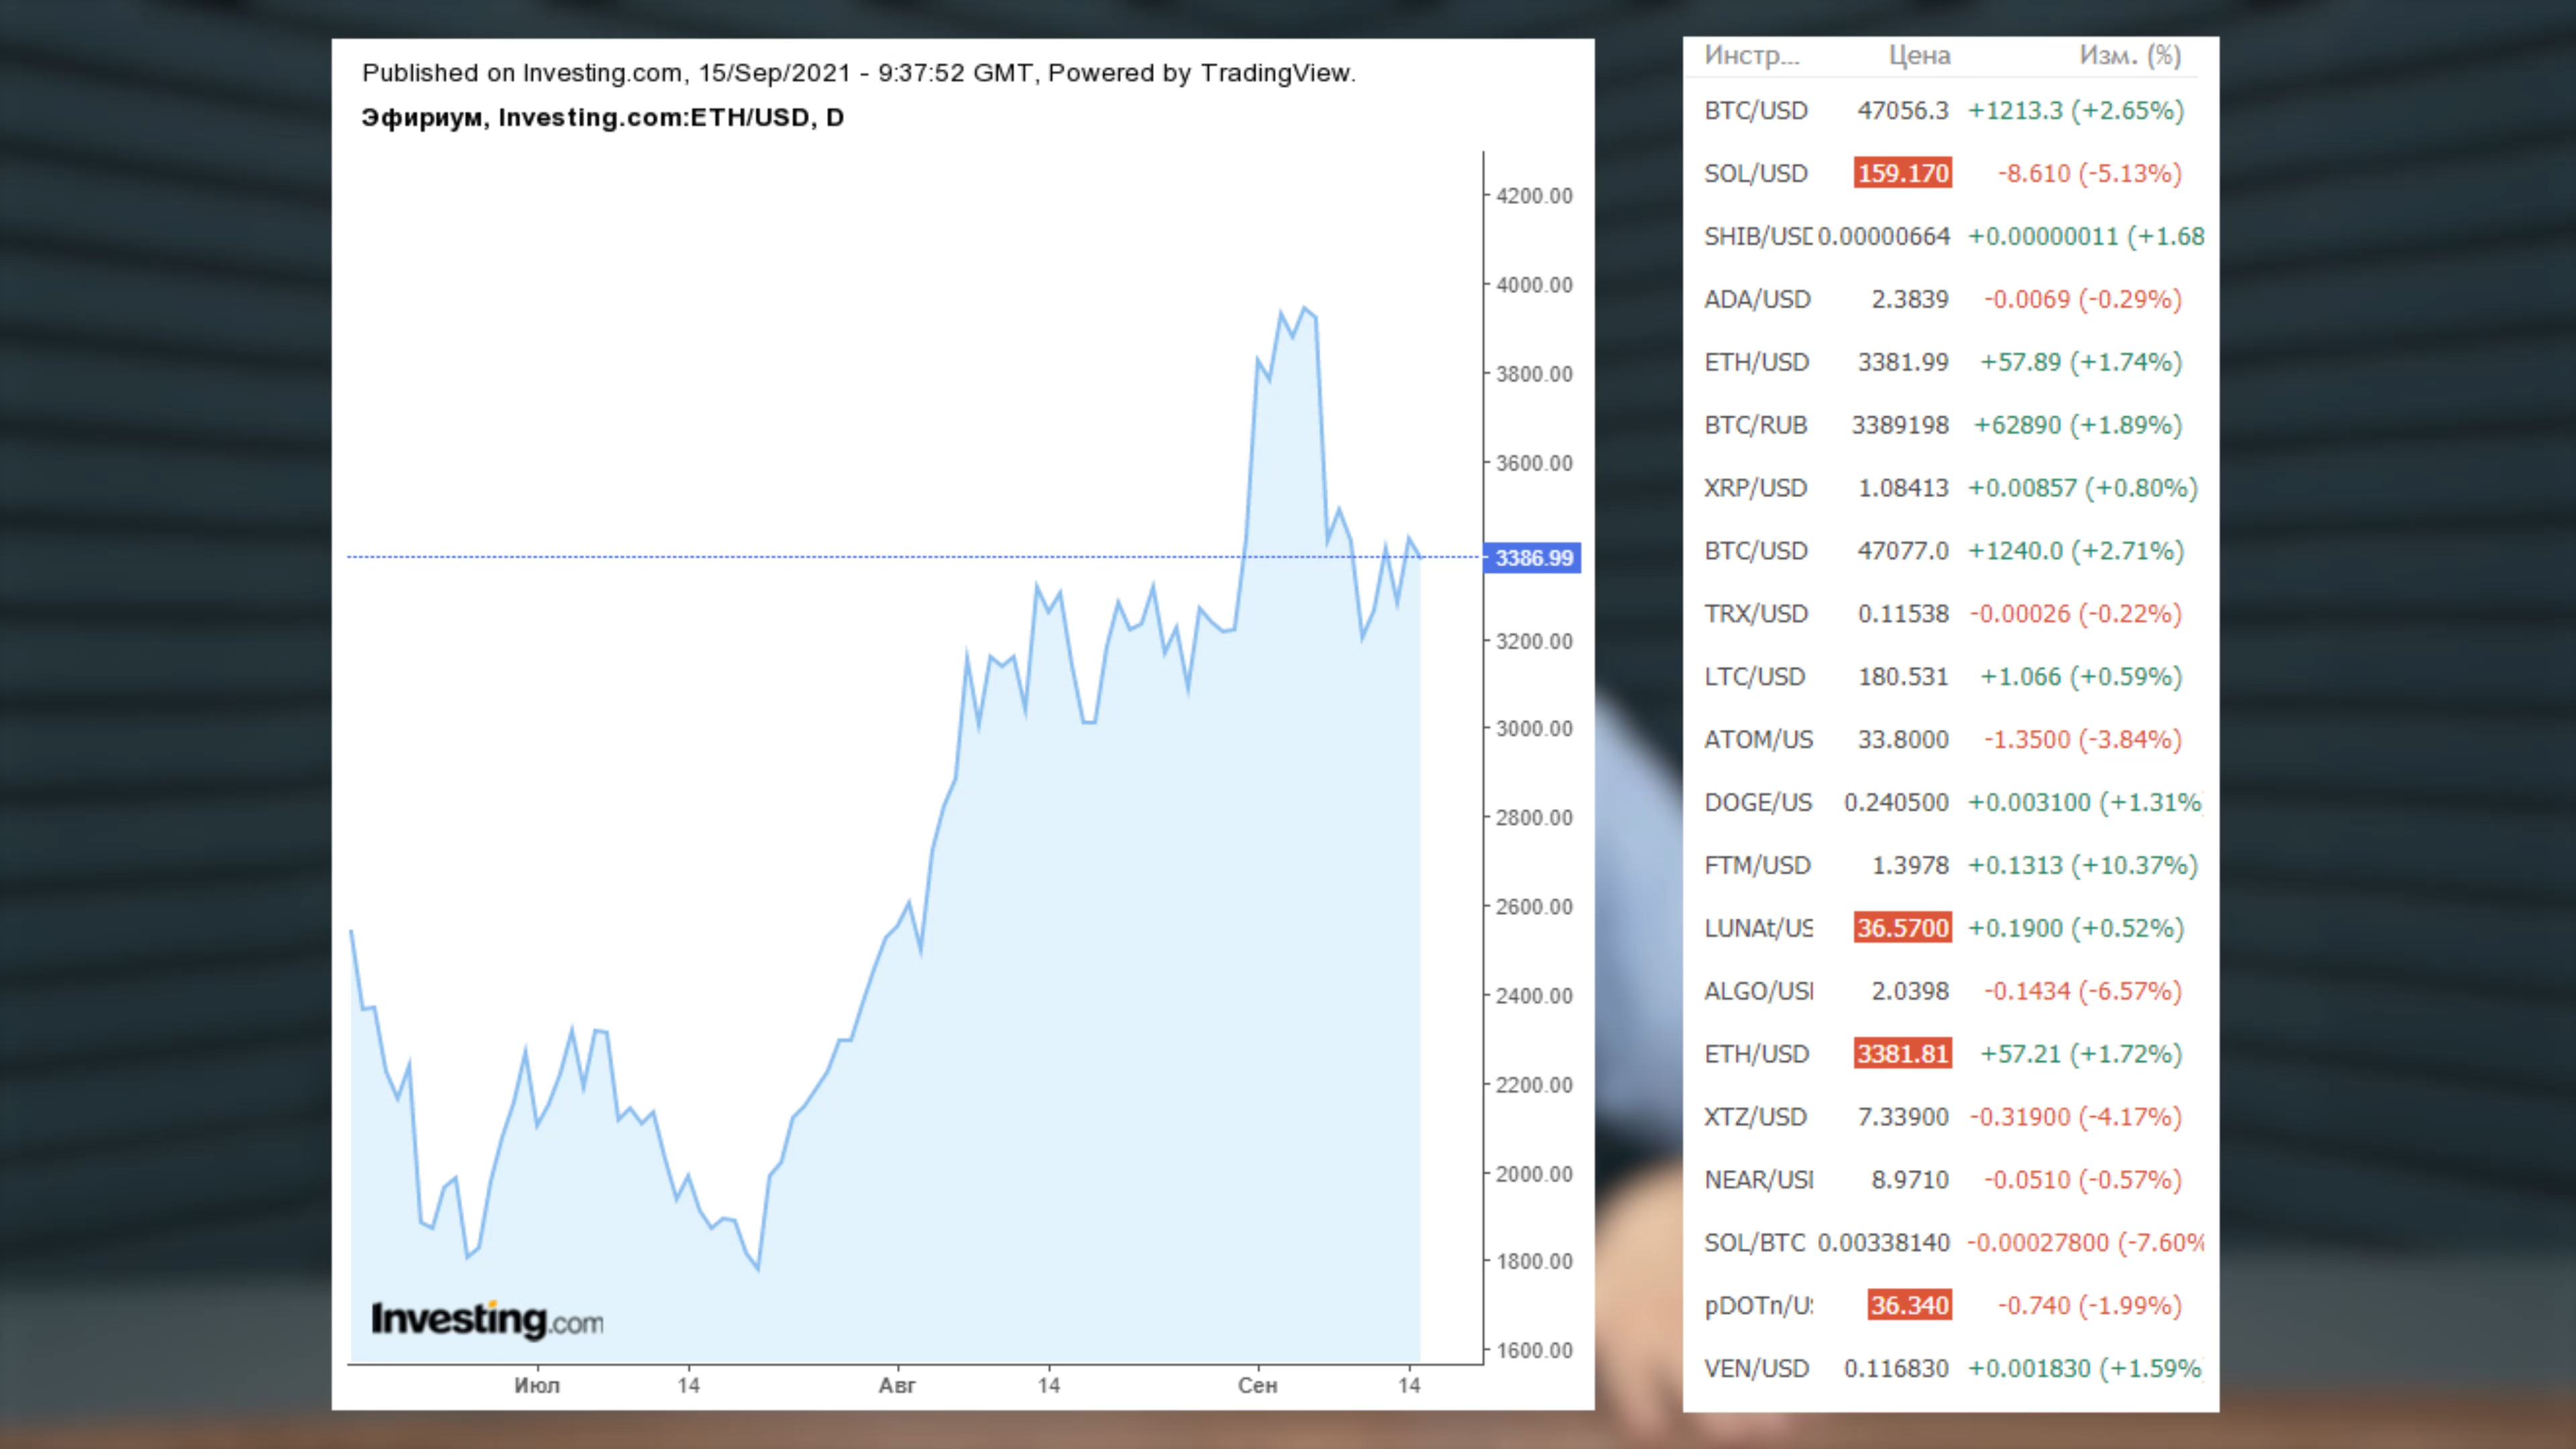 Published on Investing.com, 15/Sep/2021 - 9:37:52 GMT, Powered by TradingView.
Эфириум, Investing.com:ETH/USD, D
4200.00
4000.00
3800.00
3600.00
3386.99
3200.00
3000.00
2800.00
2600.00
2400.00
2200.00
2000.00
1800.00
1600.00
Investing.com
Июл 14 Авг 14 Сен 14
Инстр... Цена Изм. (%)
BTC/USD 47056.3 +1213.3 (+2.65%)
SOL/USD 159.170 -8.610 (-5.13%)
SHIB/USD 0.00000664 +0.00000011 (+1.68
ADA/USD 2.3839 -0.0069 (-0.29%)
ETH/USD 3381.99 +57.89 (+1.74%)
BTC/RUB 3389198 +62890 (+1.89%)
XRP/USD 1.08413 +0.00857 (+0.80%)
BTC/USD 47077.0 +1240.0 (+2.71%)
TRX/USD 0.11538 -0.00026 (-0.22%)
LTC/USD 180.531 +1.066 (+0.59%)
ATOM/US 33.8000 -1.3500 (-3.84%)
DOGE/US 0.240500 +0.003100 (+1.31%
FTM/USD 1.3978 +0.1313 (+10.37%)
LUNAt/US 36.5700 +0.1900 (+0.52%)
ALGO/US 2.0398 -0.1434 (-6.57%)
ETH/USD 3381.81 +57.21 (+1.72%)
XTZ/USD 7.33900 -0.31900 (-4.17%)
NEAR/US 8.9710 -0.0510 (-0.57%)
SOL/BTC 0.00338140 -0.00027800 (-7.60%
pDOTn/U 36.340 -0.740 (-1.99%)
VEN/USD 0.116830 +0.001830 (+1.59%